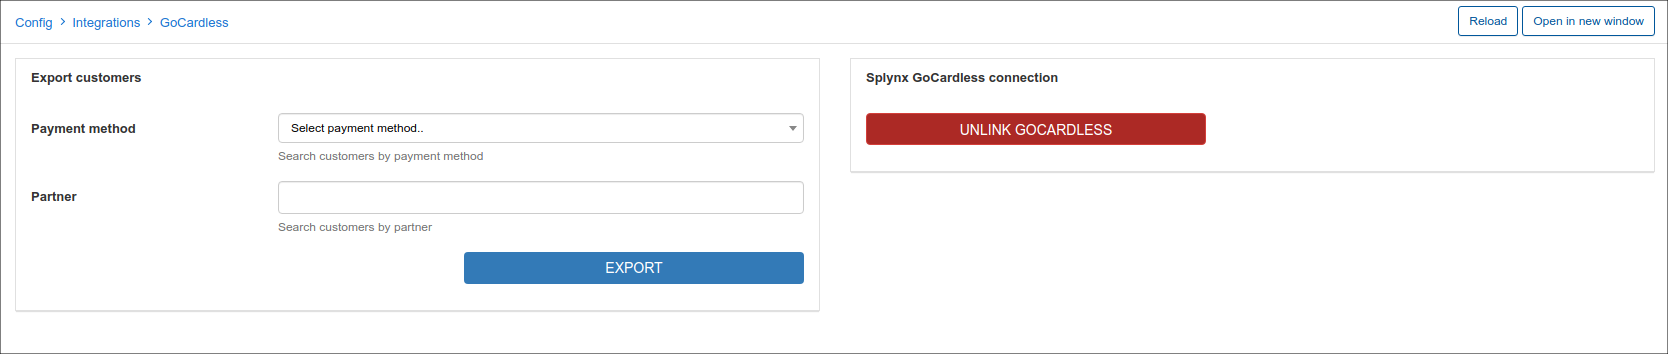 Config > Integrations > GoCardless
Reload
Open in new window
Export customers
Payment method
Select payment method..
Search customers by payment method
Partner
Search customers by partner
EXPORT
Splynx GoCardless connection
UNLINK GOCARDLESS